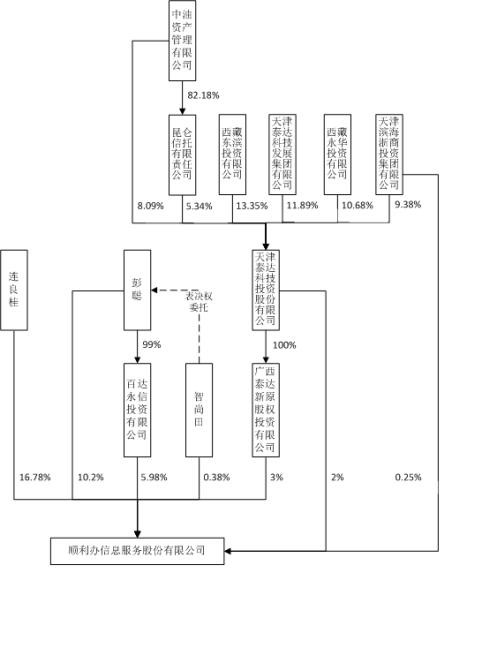 中油
资产
管理
有限
公司
82.18%
昆仑
信托
有限
责任
公司
西藏
东滨
投资
有限
公司
天津
泰达
科技
发展
集团
有限
公司
西藏
永华
投资
有限
公司
天津
滨海
浙商
投资
集团
有限
公司
8.09%
5.34%
13.35%
11.89%
10.68%
9.38%
连
良
桂
彭
聪
表决权
委托
天津
泰达
科技
投资
股份
有限
公司
99%
100%
百达
永信
投资
有限
公司
智
尚
田
广西
泰达
新原
股权
投资
有限
公司
16.78%
10.2%
5.98%
0.38%
3%
2%
0.25%
顺利办信息服务股份有限公司